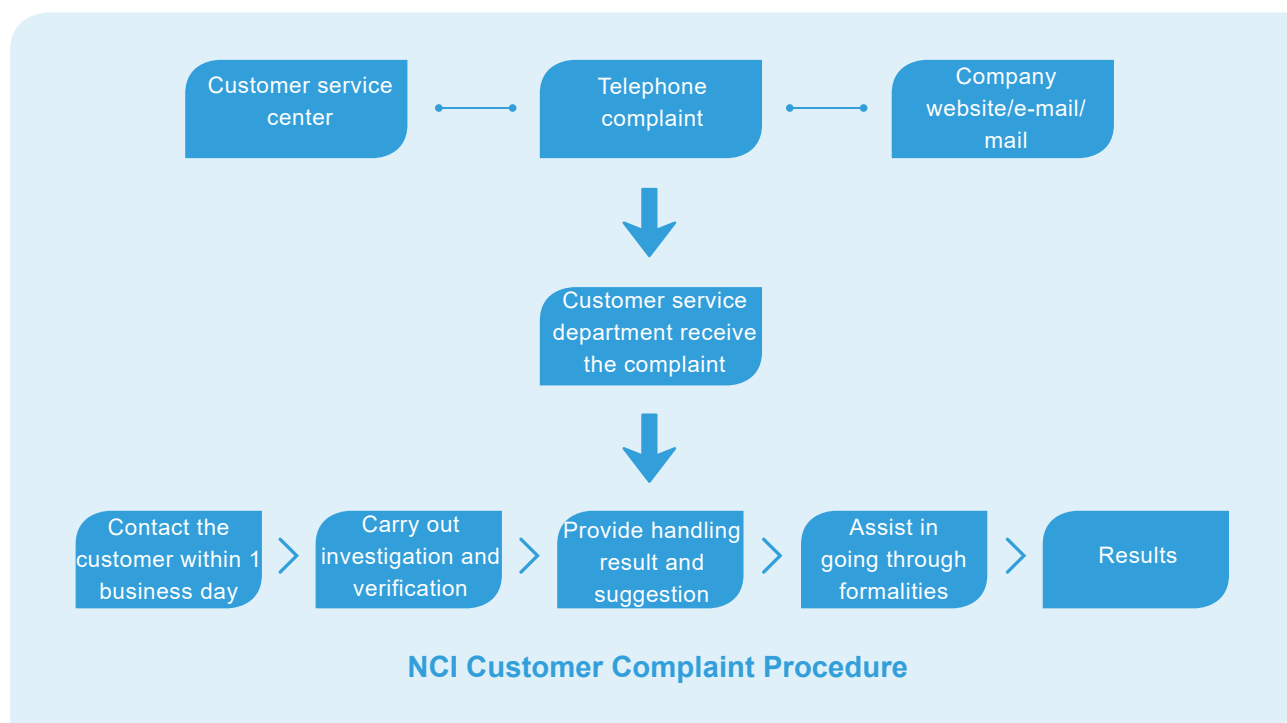 Customer service
center
Telephone
complaint
Company
website/e-mail/
mail
Customer service
department receive
the complaint
Contact the
customer within 1
business day
Carry out
investigation and
verification
Provide handling
result and
suggestion
Assist in
going through
formalities
Results
NCI Customer Complaint Procedure